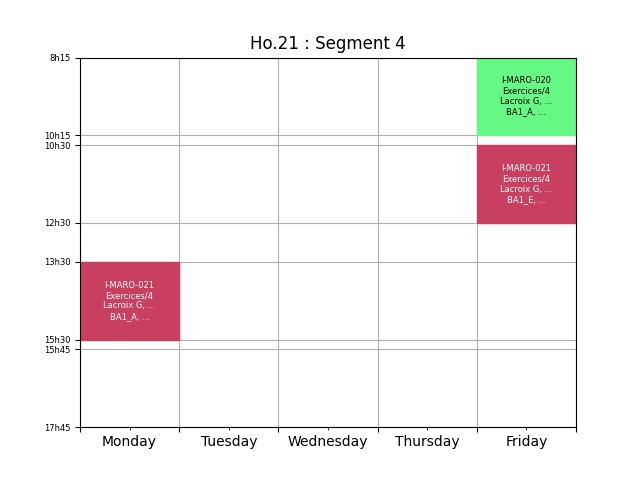 Ho.21 : Segment 4
8h15
I-MARO-020
Exercices/4
Lacroix G, ...
BA1_A, ...
10h15
10h30
I-MARO-021
Exercices/4
Lacroix G, ...
BA1_E, ...
12h30
13h30
I-MARO-021
Exercices/4
Lacroix G, ...
BA1_A, ...
15h30
15h45
17h45
Monday Tuesday Wednesday Thursday Friday